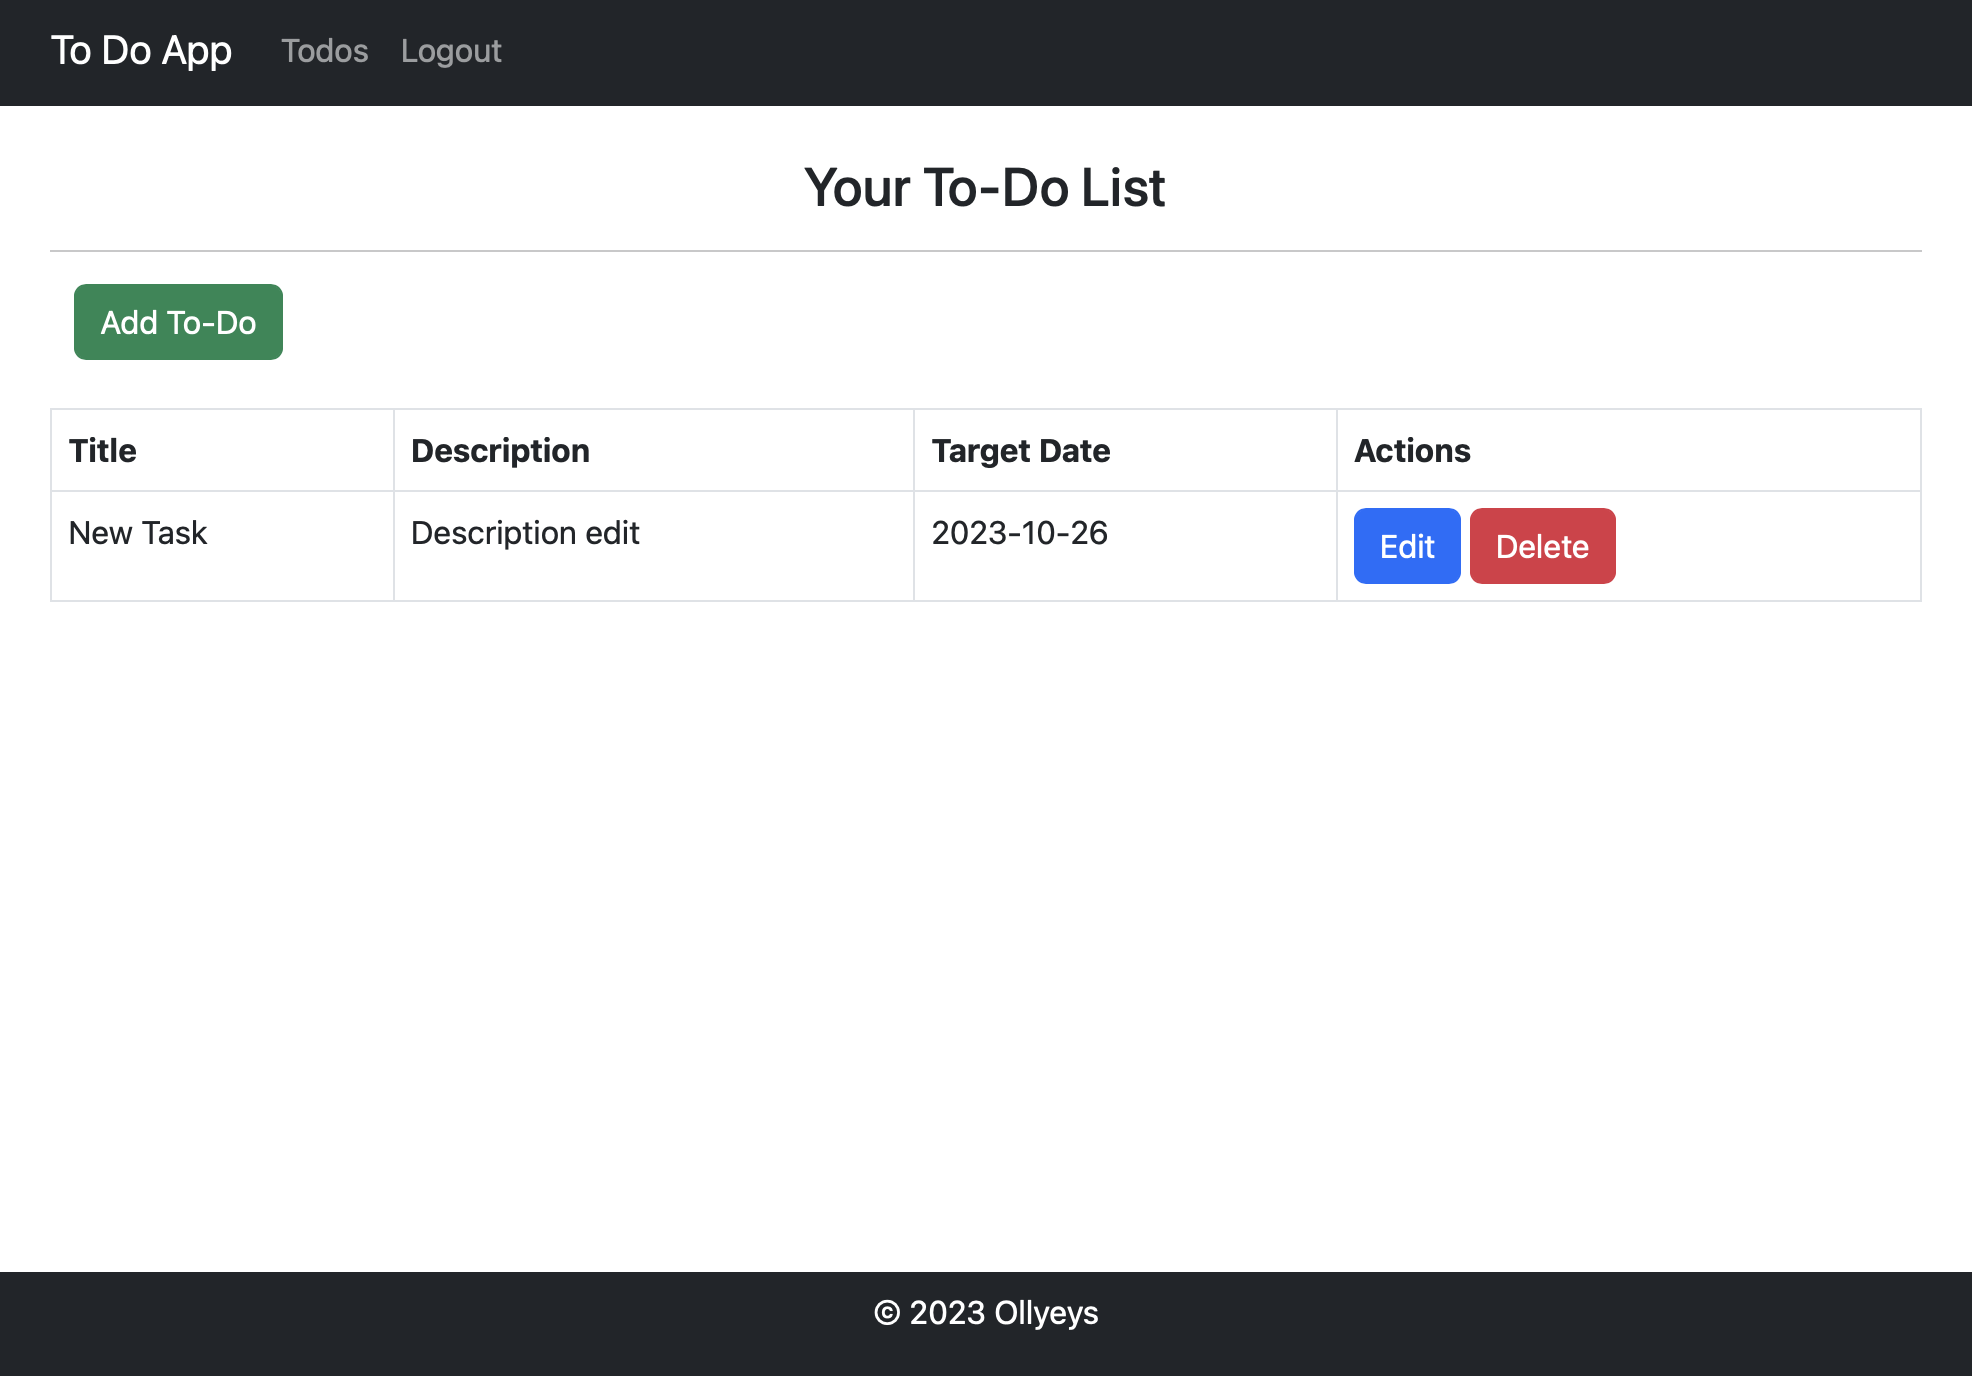 To Do App Todos Logout
Your To-Do List
Add To-Do
Title Description Target Date Actions
New Task Description edit 2023-10-26 Edit Delete
© 2023 Ollyeys